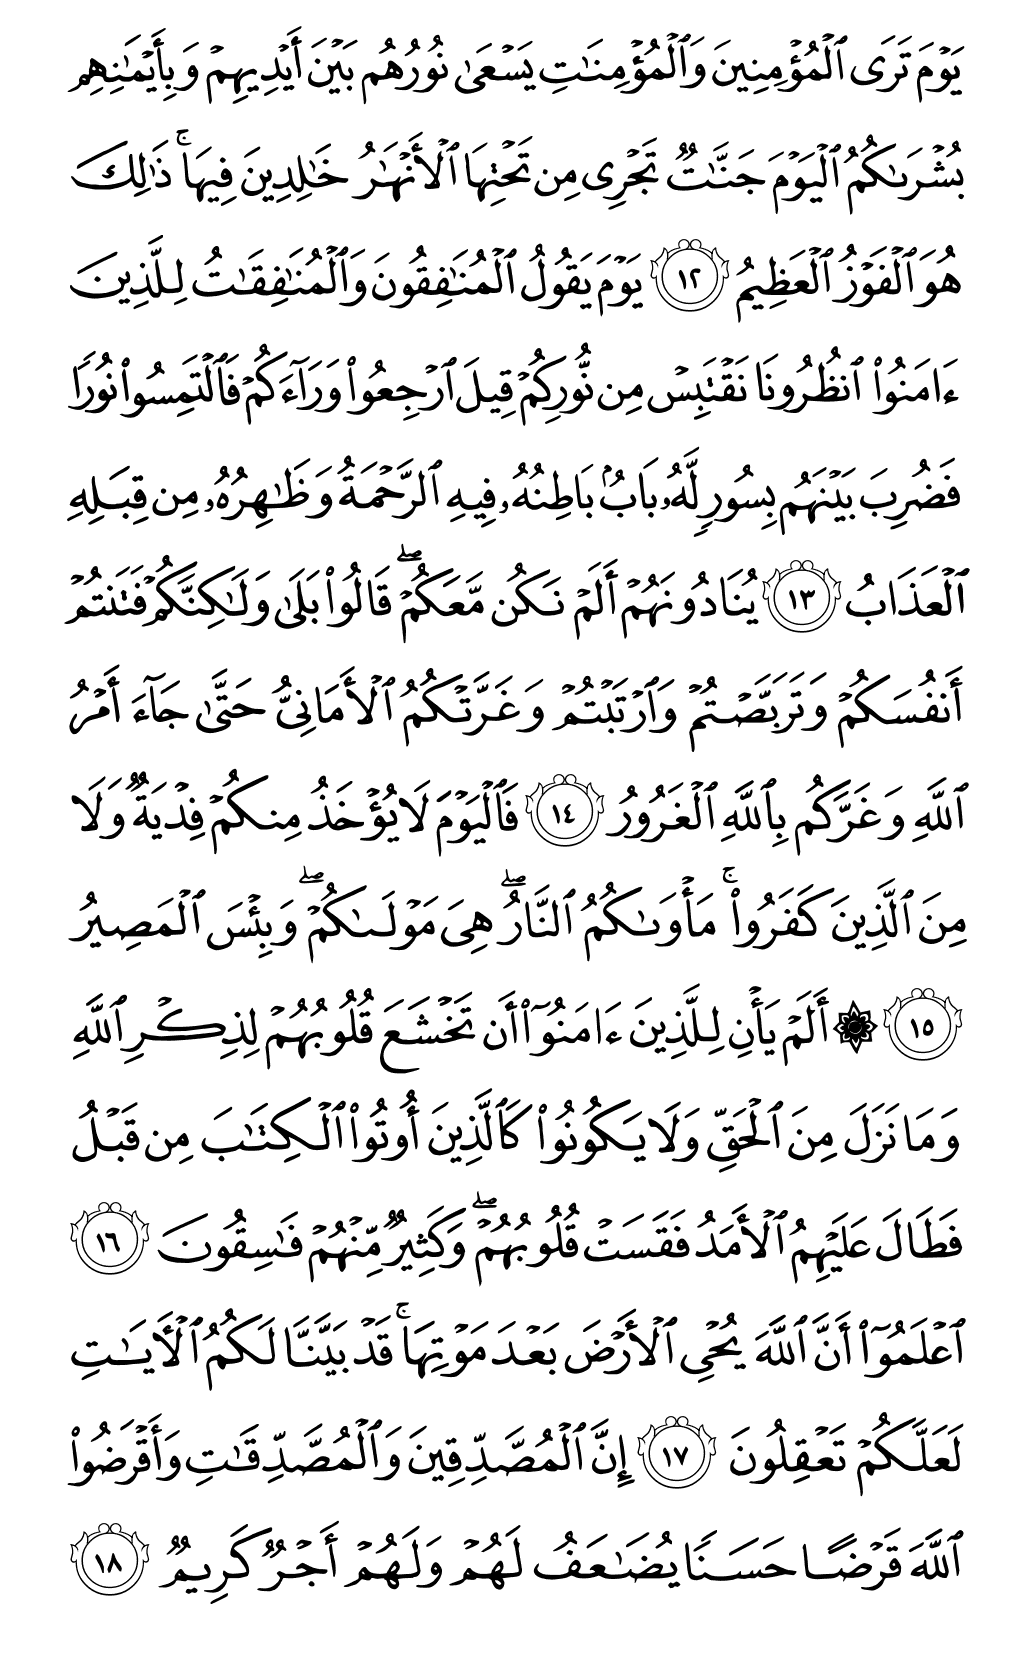 يَوۡمَ تَرَى ٱلۡمُؤۡمِنِينَ وَٱلۡمُؤۡمِنَٰتِ يَسۡعَىٰ نُورُهُم بَيۡنَ أَيۡدِيهِمۡ وَبِأَيۡمَٰنِهِم
بُشۡرَىٰكُمُ ٱلۡيَوۡمَ جَنَّٰتٞ تَجۡرِي مِن تَحۡتِهَا ٱلۡأَنۡهَٰرُ خَٰلِدِينَ فِيهَاۚ ذَٰلِكَ
هُوَ ٱلۡفَوۡزُ ٱلۡعَظِيمُ ١٢ يَوۡمَ يَقُولُ ٱلۡمُنَٰفِقُونَ وَٱلۡمُنَٰفِقَٰتُ لِلَّذِينَ
ءَامَنُواْ ٱنظُرُونَا نَقۡتَبِسۡ مِن نُّورِكُمۡ قِيلَ ٱرۡجِعُواْ وَرَآءَكُمۡ فَٱلۡتَمِسُواْ نُورٗاۖ
فَضُرِبَ بَيۡنَهُم بِسُورٖ لَّهُۥ بَابُۢ بَاطِنُهُۥ فِيهِ ٱلرَّحۡمَةُ وَظَٰهِرُهُۥ مِن قِبَلِهِ
ٱلۡعَذَابُ ١٣ يُنَادُونَهُمۡ أَلَمۡ نَكُن مَّعَكُمۡۖ قَالُواْ بَلَىٰ وَلَٰكِنَّكُمۡ فَتَنتُمۡ
أَنفُسَكُمۡ وَتَرَبَّصۡتُمۡ وَٱرۡتَبۡتُمۡ وَغَرَّتۡكُمُ ٱلۡأَمَانِيُّ حَتَّىٰ جَآءَ أَمۡرُ
ٱللَّهِ وَغَرَّكُم بِٱللَّهِ ٱلۡغَرُورُ ١٤ فَٱلۡيَوۡمَ لَا يُؤۡخَذُ مِنكُمۡ فِدۡيَةٞ وَلَا
مِنَ ٱلَّذِينَ كَفَرُواْۚ مَأۡوَىٰكُمُ ٱلنَّارُۖ هِيَ مَوۡلَىٰكُمۡۖ وَبِئۡسَ ٱلۡمَصِيرُ
١٥ ۞ أَلَمۡ يَأۡنِ لِلَّذِينَ ءَامَنُوٓاْ أَن تَخۡشَعَ قُلُوبُهُمۡ لِذِكۡرِ ٱللَّهِ
وَمَا نَزَلَ مِنَ ٱلۡحَقِّ وَلَا يَكُونُواْ كَٱلَّذِينَ أُوتُواْ ٱلۡكِتَٰبَ مِن قَبۡلُ
فَطَالَ عَلَيۡهِمُ ٱلۡأَمَدُ فَقَسَتۡ قُلُوبُهُمۡۖ وَكَثِيرٞ مِّنۡهُمۡ فَٰسِقُونَ ١٦
ٱعۡلَمُوٓاْ أَنَّ ٱللَّهَ يُحۡيِ ٱلۡأَرۡضَ بَعۡدَ مَوۡتِهَاۚ قَدۡ بَيَّنَّا لَكُمُ ٱلۡأٓيَٰتِ
لَعَلَّكُمۡ تَعۡقِلُونَ ١٧ إِنَّ ٱلۡمُصَّدِّقِينَ وَٱلۡمُصَّدِّقَٰتِ وَأَقۡرَضُواْ
ٱللَّهَ قَرۡضًا حَسَنٗا يُضَٰعَفُ لَهُمۡ وَلَهُمۡ أَجۡرٞ كَرِيمٞ ١٨